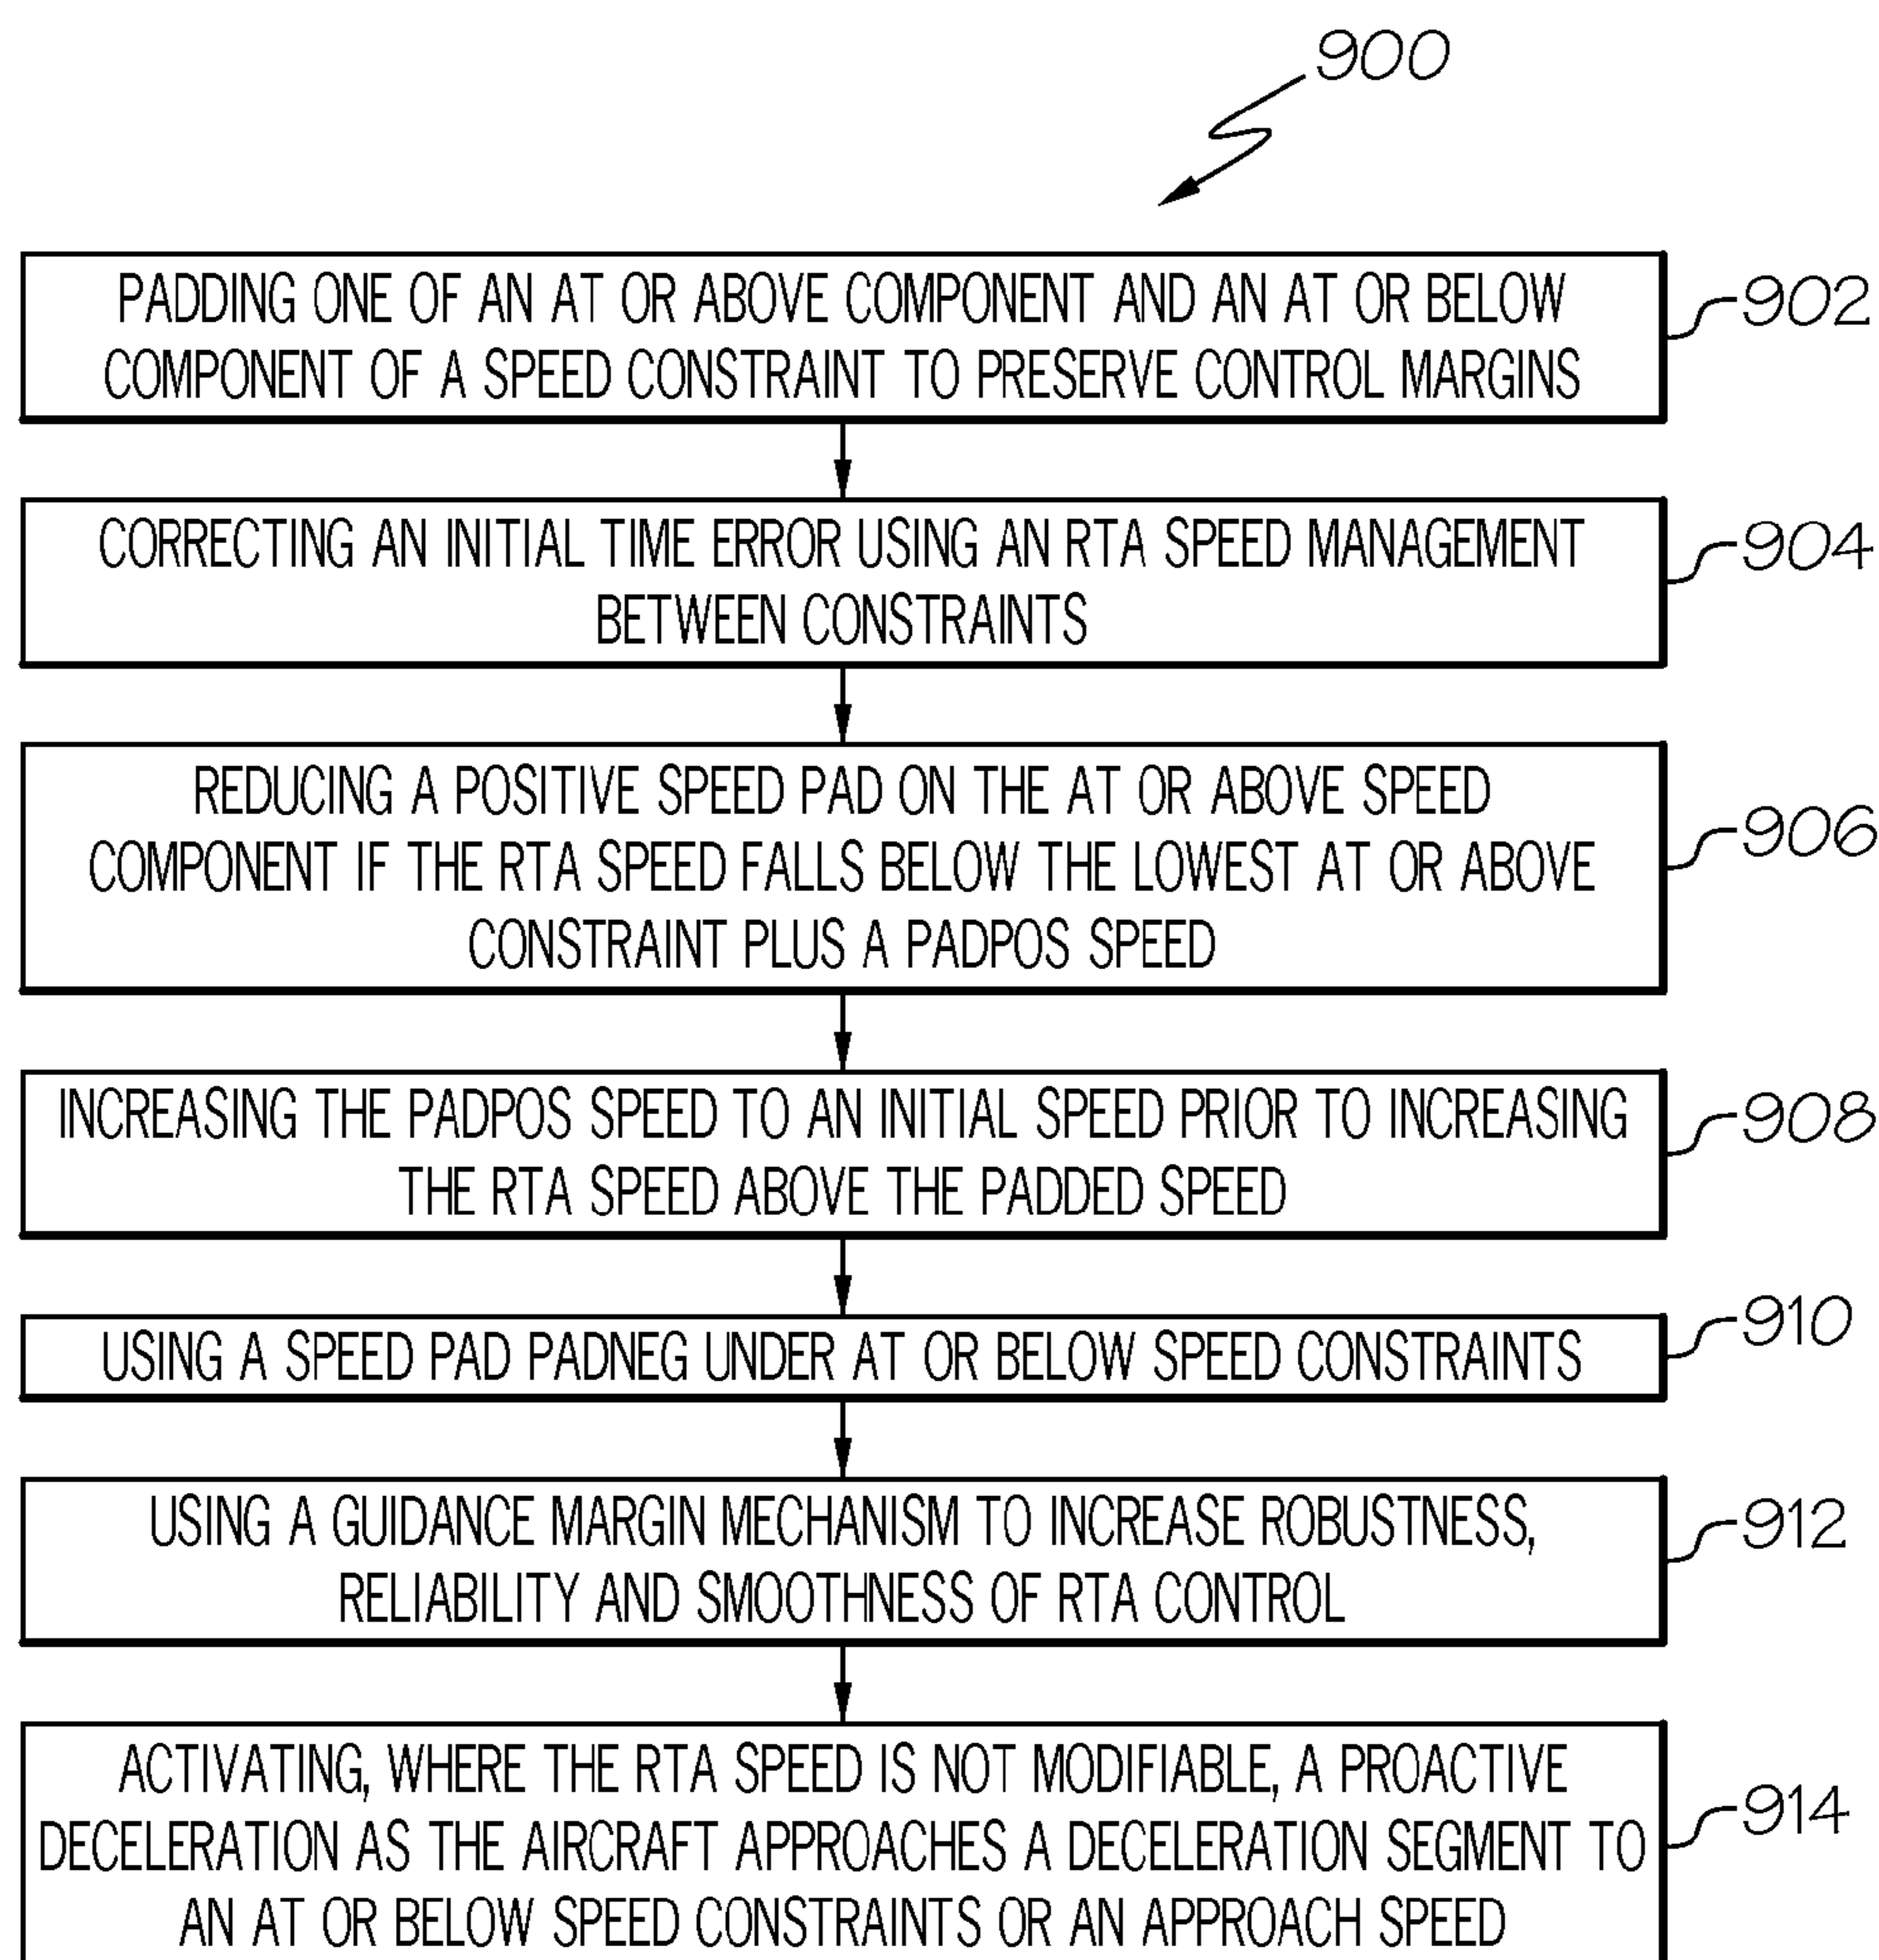 900
PADDING ONE OF AN AT OR ABOVE COMPONENT AND AN AT OR BELOW
COMPONENT OF A SPEED CONSTRAINT TO PRESERVE CONTROL MARGINS
902
CORRECTING AN INITIAL TIME ERROR USING AN RTA SPEED MANAGEMENT
BETWEEN CONSTRAINTS
904
REDUCING A POSITIVE SPEED PAD ON THE AT OR ABOVE SPEED
COMPONENT IF THE RTA SPEED FALLS BELOW THE LOWEST AT OR ABOVE
CONSTRAINT PLUS A PADPOS SPEED
906
INCREASING THE PADPOS SPEED TO AN INITIAL SPEED PRIOR TO INCREASING
THE RTA SPEED ABOVE THE PADDED SPEED
908
USING A SPEED PAD PADNEG UNDER AT OR BELOW SPEED CONSTRAINTS
910
USING A GUIDANCE MARGIN MECHANISM TO INCREASE ROBUSTNESS,
RELIABILITY AND SMOOTHNESS OF RTA CONTROL
912
ACTIVATING, WHERE THE RTA SPEED IS NOT MODIFIABLE, A PROACTIVE
DECELERATION AS THE AIRCRAFT APPROACHES A DECELERATION SEGMENT TO
AN AT OR BELOW SPEED CONSTRAINTS OR AN APPROACH SPEED
914